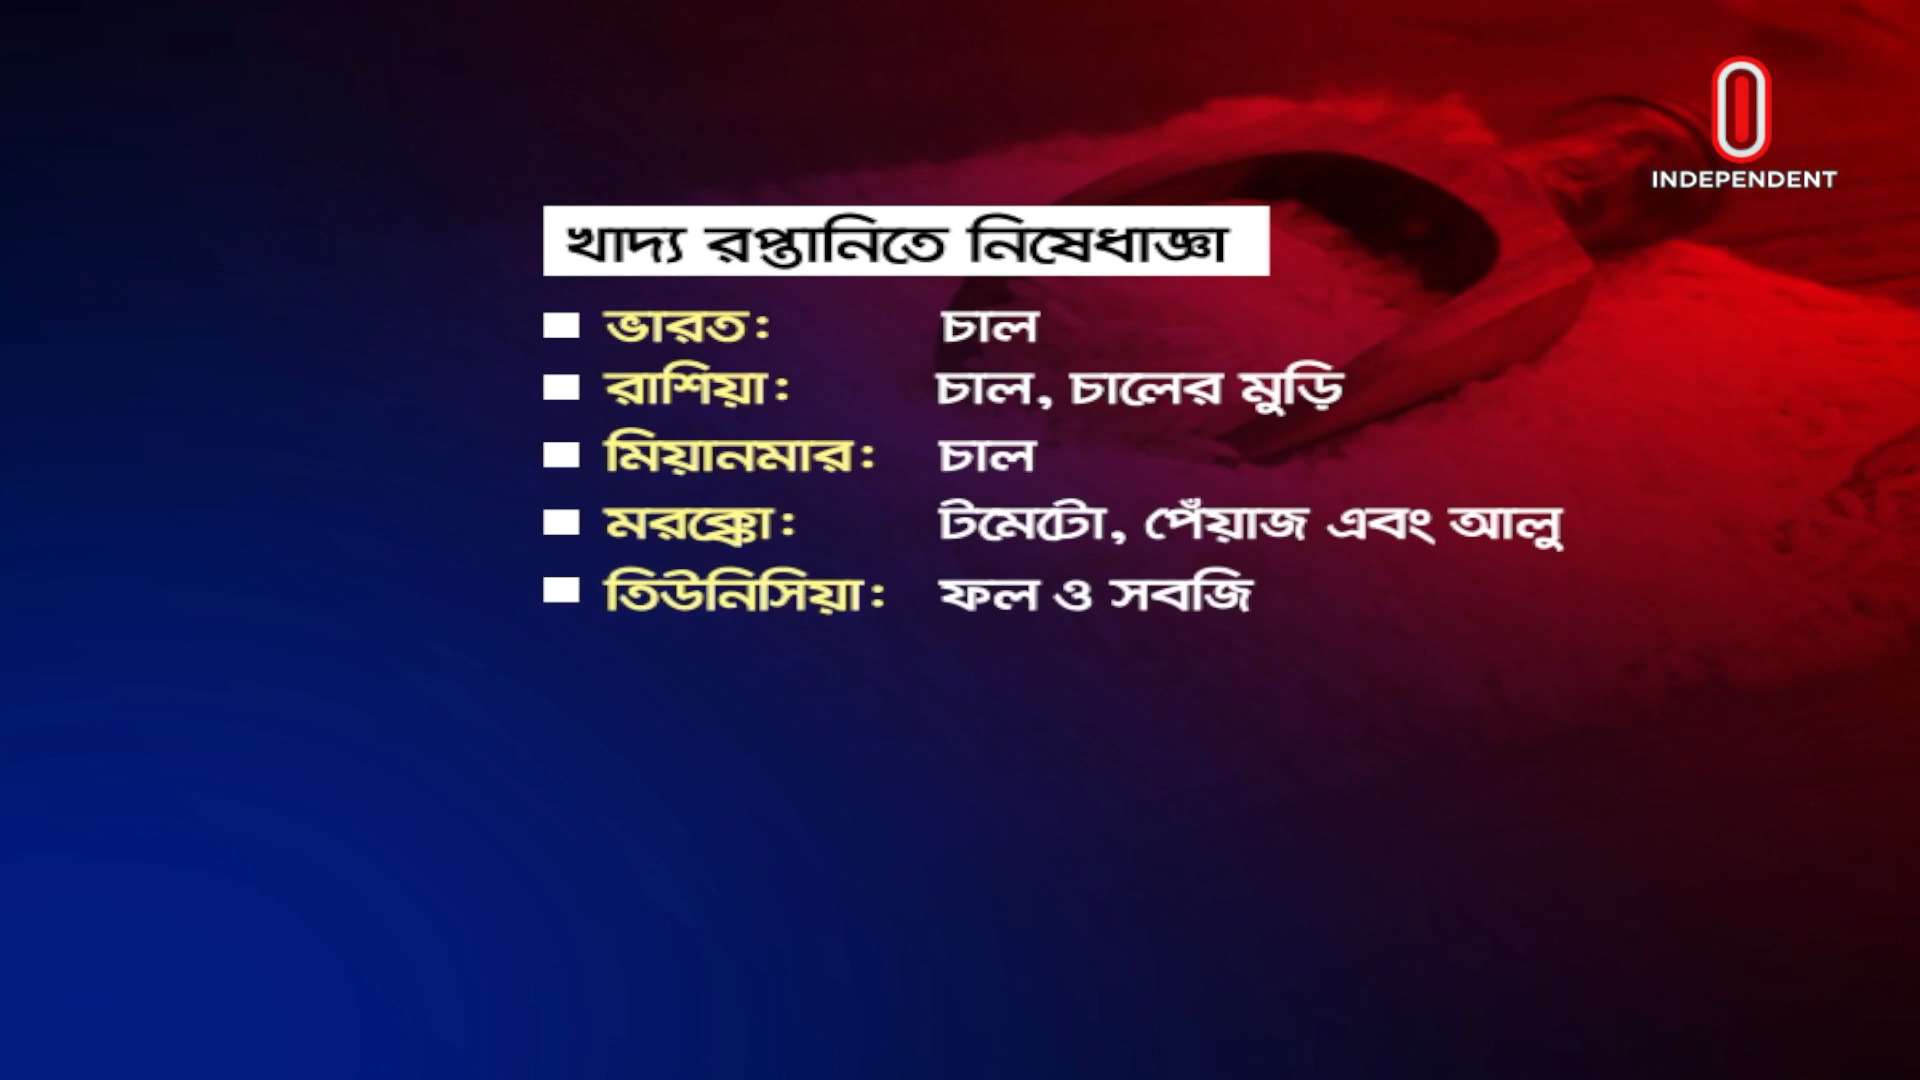 INDEPENDENT
খাদ্য রপ্তানিতে নিষেধাজ্ঞা
ভারত: চাল
রাশিয়া: চাল, চালের মুড়ি
মিয়ানমার: চাল
মরক্কো: টমেটো, পেঁয়াজ এবং আলু
তিউনিসিয়া: ফল ও সবজি